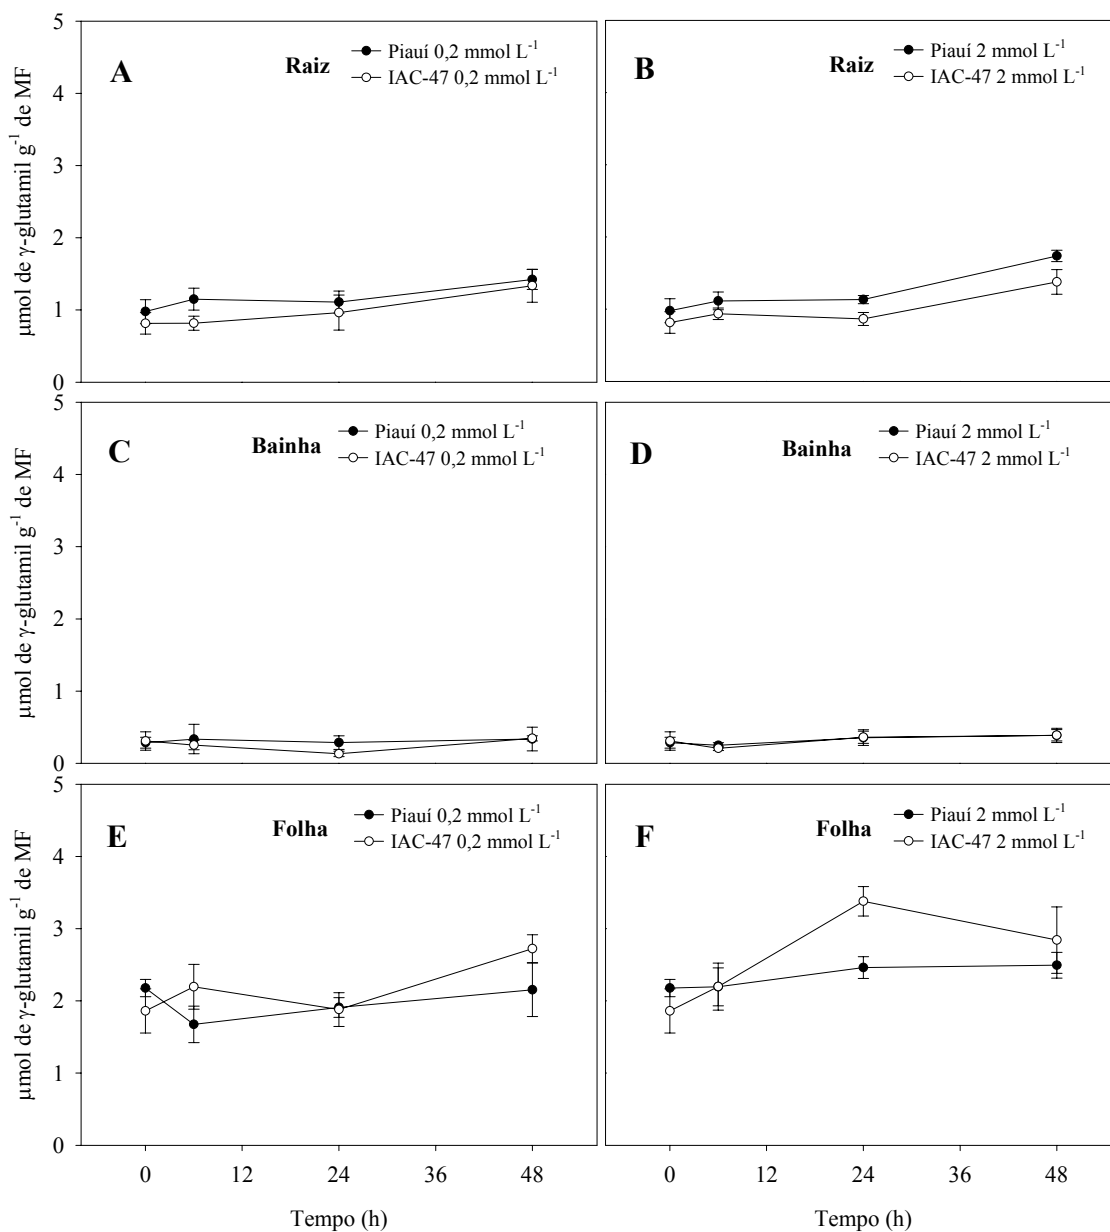 A
Raiz
Piauí 0,2 mmol L⁻¹
IAC-47 0,2 mmol L⁻¹
B
Raiz
Piauí 2 mmol L⁻¹
IAC-47 2 mmol L⁻¹
µmol de γ-glutamil g⁻¹ de MF
5
4
3
2
1
0
C
Bainha
Piauí 0,2 mmol L⁻¹
IAC-47 0,2 mmol L⁻¹
D
Bainha
Piauí 2 mmol L⁻¹
IAC-47 2 mmol L⁻¹
µmol de γ-glutamil g⁻¹ de MF
5
4
3
2
1
0
E
Folha
Piauí 0,2 mmol L⁻¹
IAC-47 0,2 mmol L⁻¹
F
Folha
Piauí 2 mmol L⁻¹
IAC-47 2 mmol L⁻¹
µmol de γ-glutamil g⁻¹ de MF
5
4
3
2
1
0
0 12 24 36 48
0 12 24 36 48
Tempo (h)
Tempo (h)